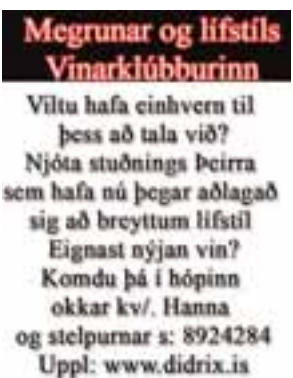 Megrunar og lífstíls
Vinarklúbburinn
Viltu hafa einhvern til
þess að tala við?
Njóta stuðnings Þeirra
sem hafa nú þegar aðlagað
sig að breyttum lífstíl
Eignast nýjan vin?
Komdu þá í hópinn
okkar kv/. Hanna
og stelpurnar s: 8924284
Uppl: www.didrix.is